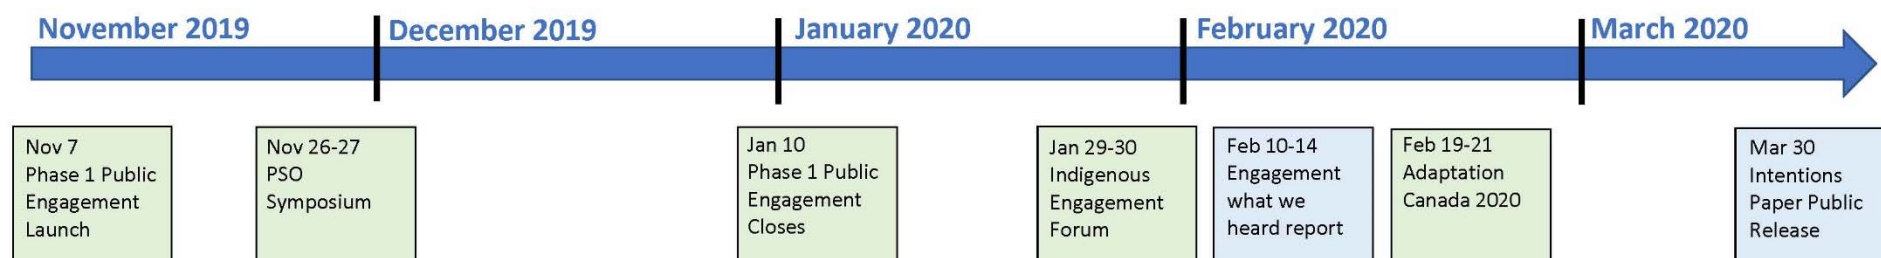 November 2019
December 2019
January 2020
February 2020
March 2020
Nov 7
Phase 1 Public
Engagement
Launch
Nov 26-27
PSO
Symposium
Jan 10
Phase 1 Public
Engagement
Closes
Jan 29-30
Indigenous
Engagement
Forum
Feb 10-14
Engagement
what we
heard report
Feb 19-21
Adaptation
Canada 2020
Mar 30
Intentions
Paper Public
Release